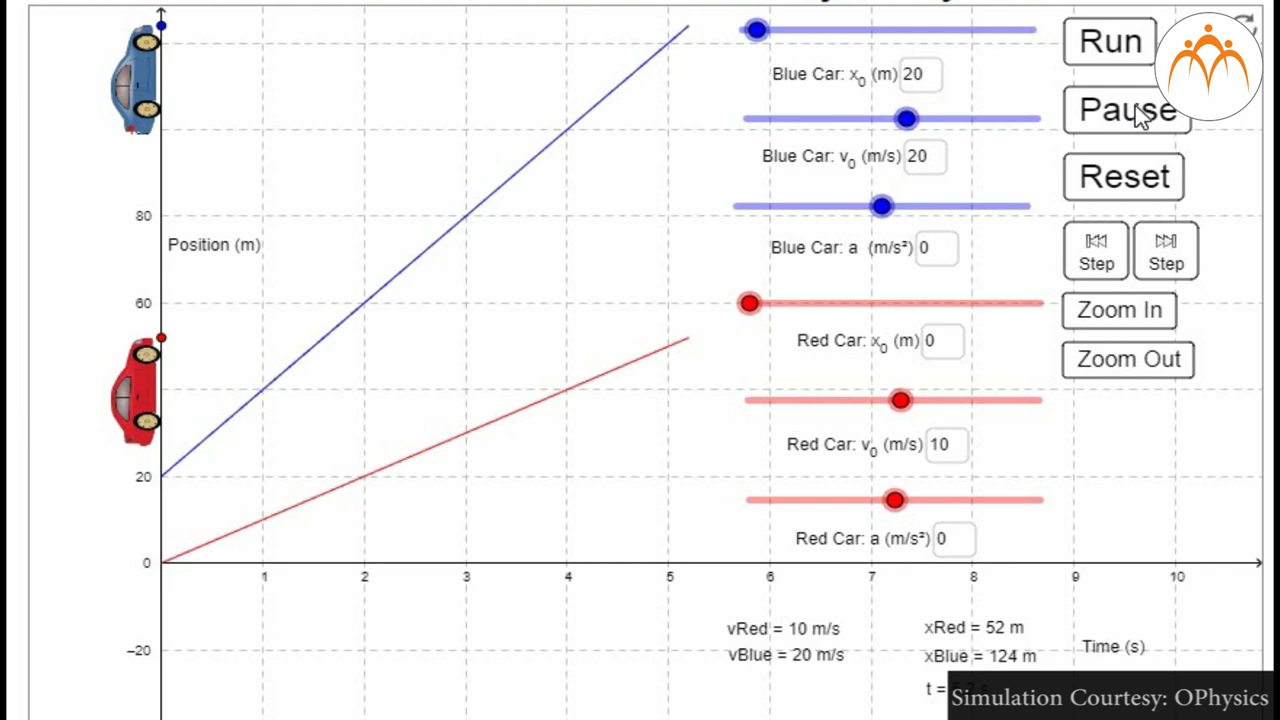 Run
Blue Car: x0 (m) 20
Pause
Blue Car: v0 (m/s) 20
Reset
80
Position (m)
Blue Car: a (m/s²) 0
Step
Step
60
Zoom In
Red Car: x0 (m) 0
Zoom Out
Red Car: v0 (m/s) 10
20
Red Car: a (m/s²) 0
0
1 2 3 4 5 6 7 8 9 10
vRed = 10 m/s
xRed = 52 m
Time (s)
–20
vBlue = 20 m/s
xBlue = 124 m
t =
Simulation Courtesy: OPhysics